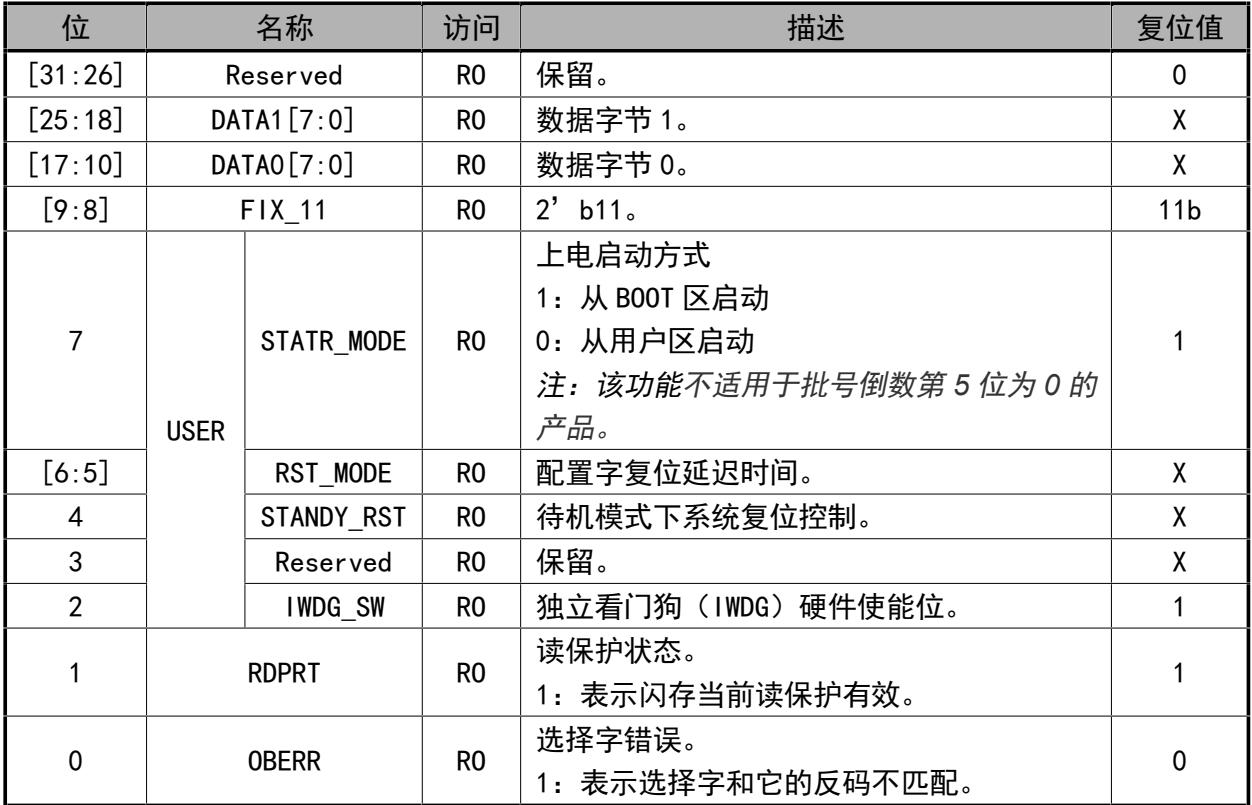 位 名称 访问 描述 复位值
[31:26] Reserved RO 保留。 0
[25:18] DATA1[7:0] RO 数据字节 1。 X
[17:10] DATA0[7:0] RO 数据字节 0。 X
[9:8] FIX_11 RO 2’b11。 11b
7 USER STATR_MODE RO 上电启动方式
1：从 BOOT 区启动
0：从用户区启动
注：该功能不适用于批号倒数第 5 位为 0 的
产品。 1
[6:5] RST_MODE RO 配置字复位延迟时间。 X
4 STANDY_RST RO 待机模式下系统复位控制。 X
3 Reserved RO 保留。 X
2 IWDG_SW RO 独立看门狗（IWDG）硬件使能位。 1
1 RDPRT RO 读保护状态。
1：表示闪存当前读保护有效。 1
0 OBERR RO 选择字错误。
1：表示选择字和它的反码不匹配。 0